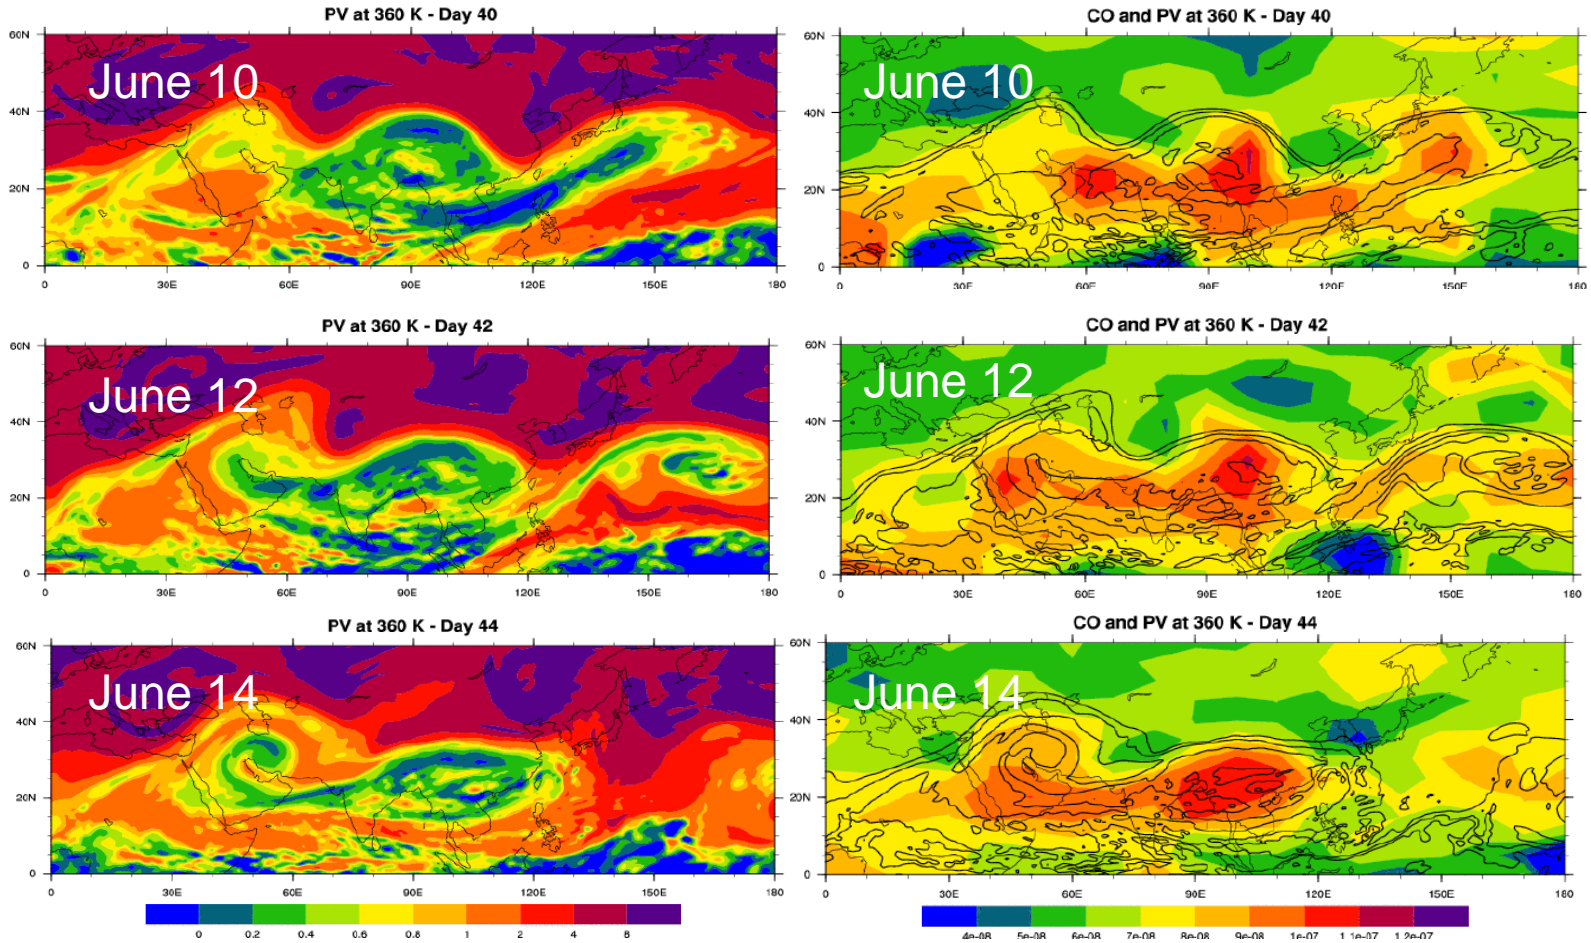 PV at 360 K - Day 40
CO and PV at 360 K - Day 40
60N
June 10
40N
20N
0
0 30E 60E 90E 120E 150E 180
60N
June 10
40N
20N
0
0 30E 60E 90E 120E 150E 180
PV at 360 K - Day 42
CO and PV at 360 K - Day 42
60N
June 12
40N
20N
0
0 30E 60E 90E 120E 150E 180
60N
June 12
40N
20N
0
0 30E 60E 90E 120E 150E 180
PV at 360 K - Day 44
CO and PV at 360 K - Day 44
60N
June 14
40N
20N
0
0 30E 60E 90E 120E 150E 180
60N
June 14
40N
20N
0
0 30E 60E 90E 120E 150E 180
0 0.2 0.4 0.6 0.8 1 2 4 8
4e-08 5e-08 6e-08 7e-08 8e-08 9e-08 1e-07 1.1e-07 1.2e-07